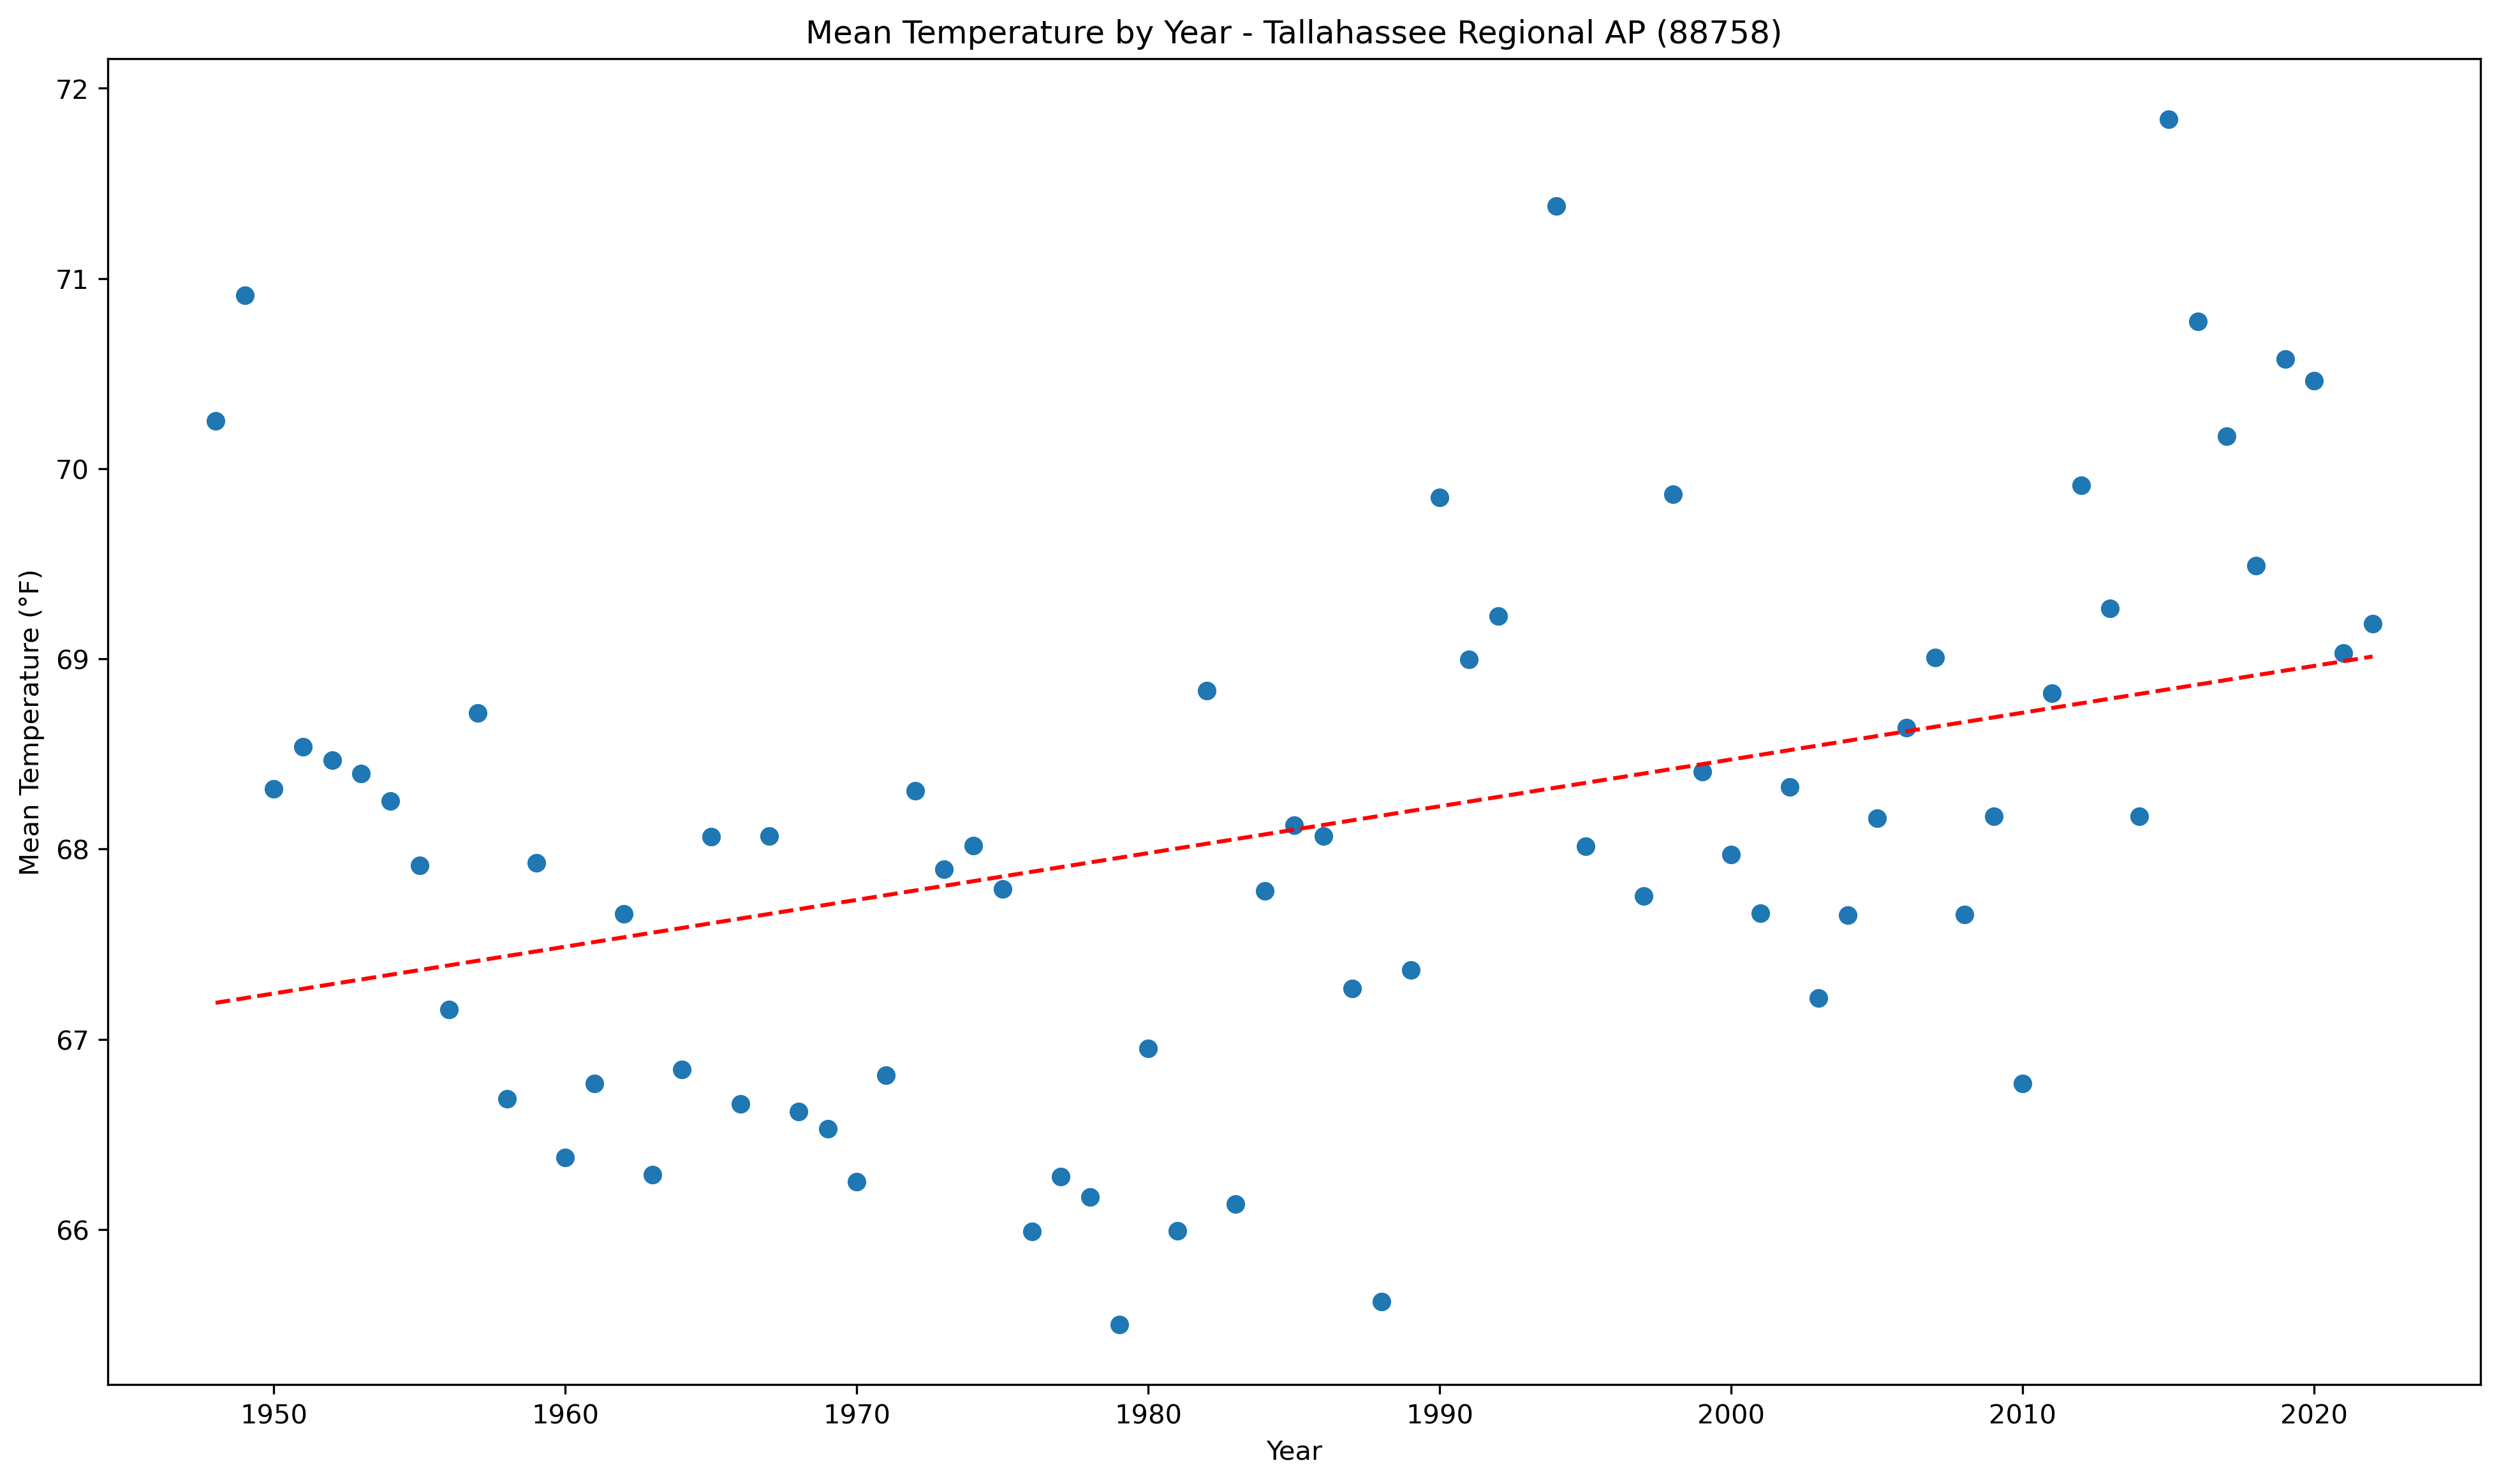 Mean Temperature by Year - Tallahassee Regional AP (88758)
72
71
70
69
68
67
66
Mean Temperature (°F)
1950 1960 1970 1980 1990 2000 2010 2020
Year